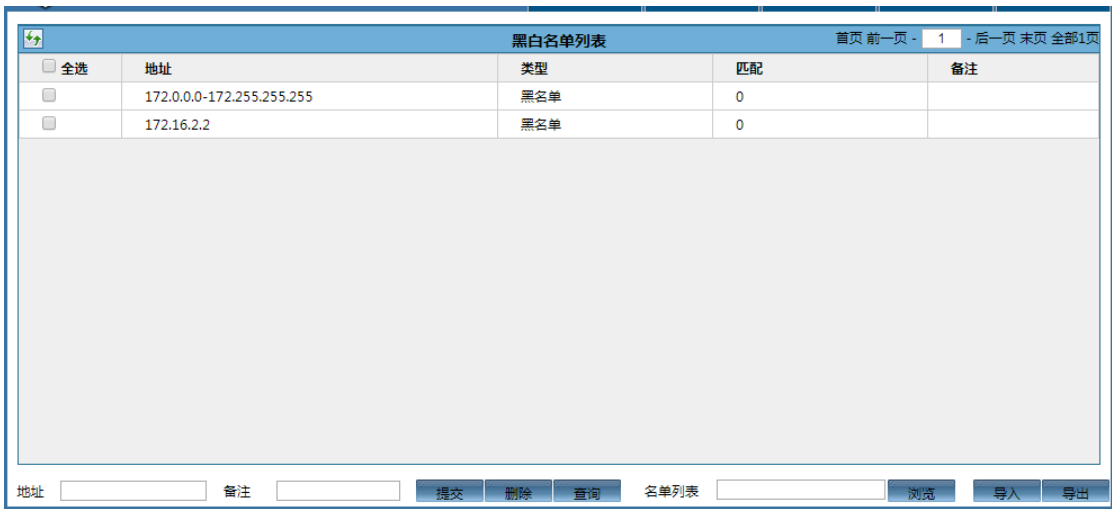 黑白名单列表 首页 前一页 - 1 - 后一页 末页 全部1页
全选 地址 类型 匹配 备注
172.0.0.0-172.255.255.255 黑名单 0
172.16.2.2 黑名单 0
地址 备注 提交 删除 查询 名单列表 浏览 导入 导出